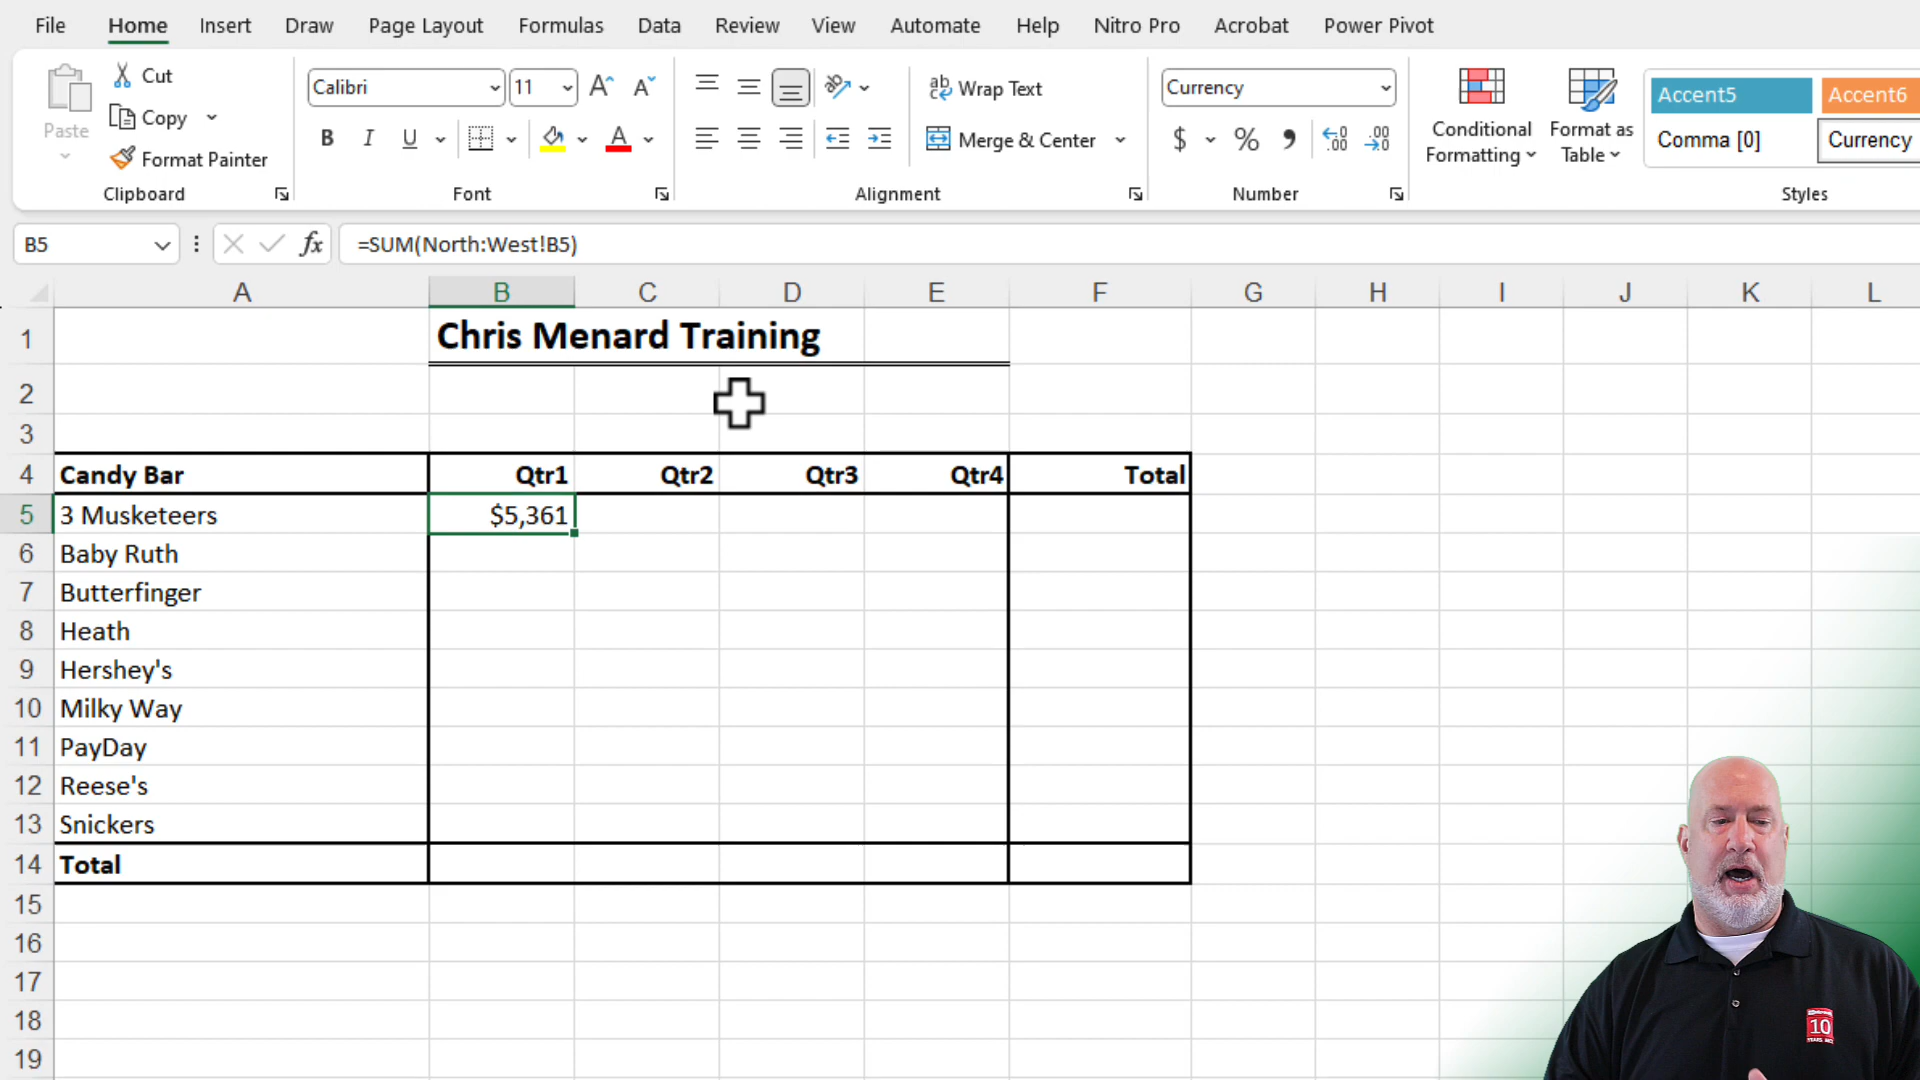 File Home Insert Draw Page Layout Formulas Data Review View Automate Help Nitro Pro Acrobat Power Pivot
Paste
Cut
Copy
Format Painter
Clipboard
Calibri 11 A A
B I U A
Font
ab Wrap Text
Merge & Center
Alignment
Currency
$ % , .00 .00
Number
Conditional Formatting
Format as Table
Accent5 Accent6
Comma [0] Currency
Styles
B5 fx =SUM(North:West!B5)
A B C D E F G H I J K L
1 Chris Menard Training
2
3
4 Candy Bar Qtr1 Qtr2 Qtr3 Qtr4 Total
5 3 Musketeers $5,361
6 Baby Ruth
7 Butterfinger
8 Heath
9 Hershey's
10 Milky Way
11 PayDay
12 Reese's
13 Snickers
14 Total
15
16
17
18
19
10